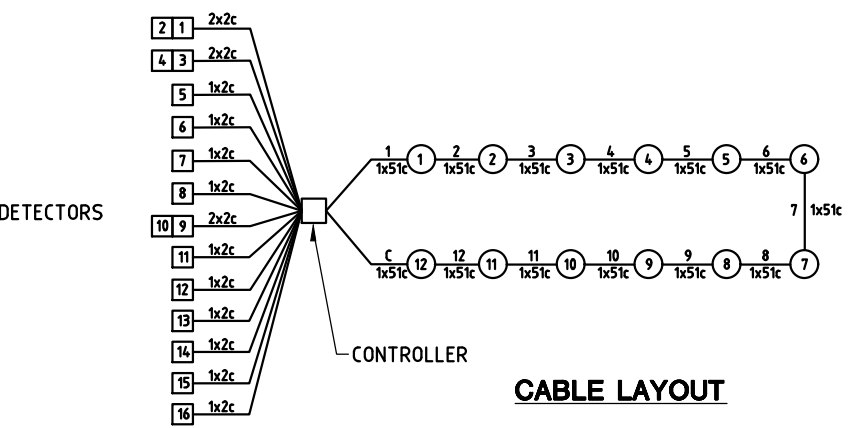 2 1 2x2c
4 3 2x2c
5 1x2c
6 1x2c
7 1x2c
8 1x2c
DETECTORS
10 9 2x2c
11 1x2c
12 1x2c
13 1x2c
14 1x2c
15 1x2c
16 1x2c
1 2 3 4 5 6
1 2 3 4 5 6
1x51c 1x51c 1x51c 1x51c 1x51c 1x51c
7 1x51c
C 12 11 10 9 8
12 11 10 9 8 7
1x51c 1x51c 1x51c 1x51c 1x51c 1x51c
CONTROLLER
CABLE LAYOUT